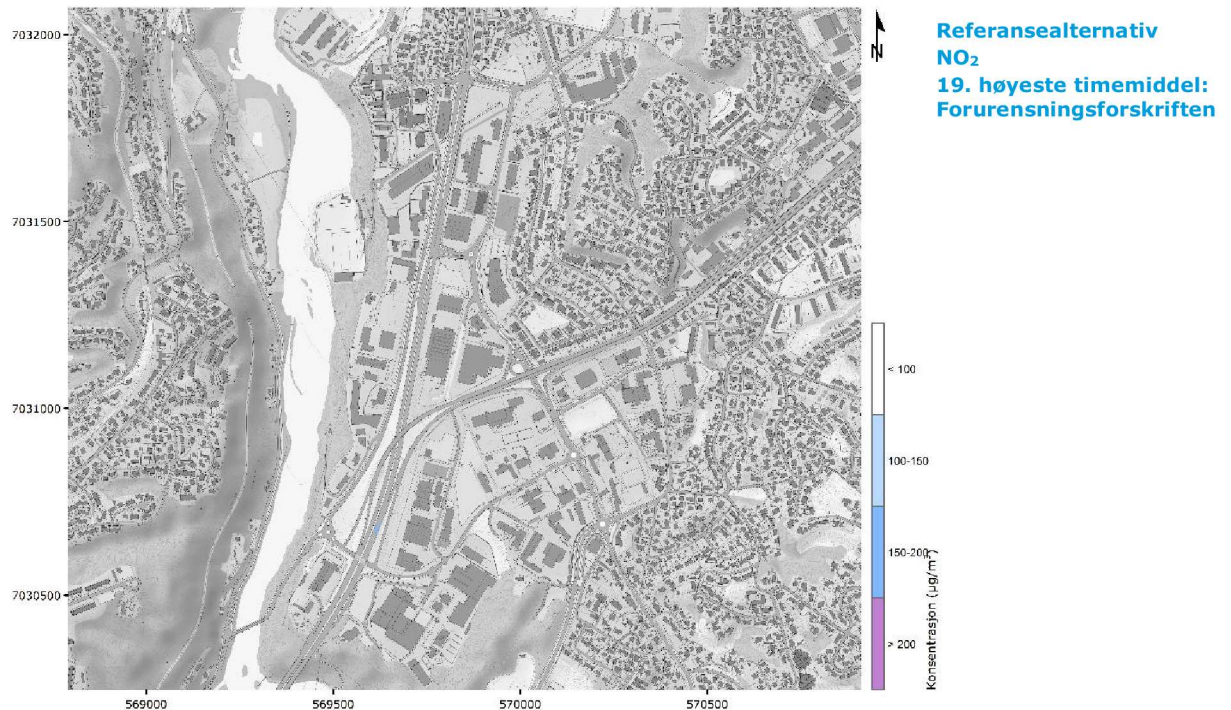 Referansealternativ
NO₂
19. høyeste timemiddel:
Forurensningsforskriften
N
7032000
7031500
7031000
7030500
569000
569500
570000
570500
< 100
100-150
150-200
> 200
Konsentrasjon (µg/m³)